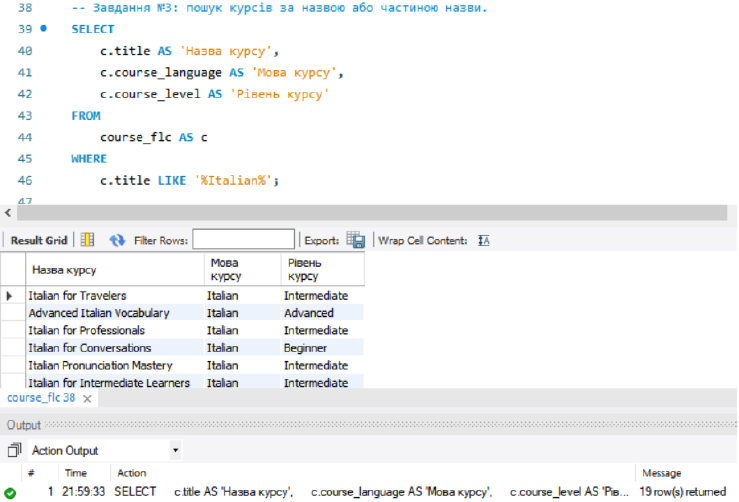 38 -- Завдання №3: пошук курсів за назвою або частиною назви.
39 SELECT
40 c.title AS 'Назва курсу',
41 c.course_language AS 'Мова курсу',
42 c.course_level AS 'Рівень курсу'
43 FROM
44 course_flc AS c
45 WHERE
46 c.title LIKE '%Italian%';
47
Result Grid Filter Rows: Export: Wrap Cell Content:
Назва курсу Мова курсу Рівень курсу
Italian for Travelers Italian Intermediate
Advanced Italian Vocabulary Italian Advanced
Italian for Professionals Italian Intermediate
Italian for Conversations Italian Beginner
Italian Pronunciation Mastery Italian Intermediate
Italian for Intermediate Learners Italian Intermediate
course_flc 38
Output
Action Output
# Time Action Message
1 21:59:33 SELECT c.title AS 'Назва курсу', c.course_language AS 'Мова курсу', c.course_level AS 'Рів... 19 row(s) returned